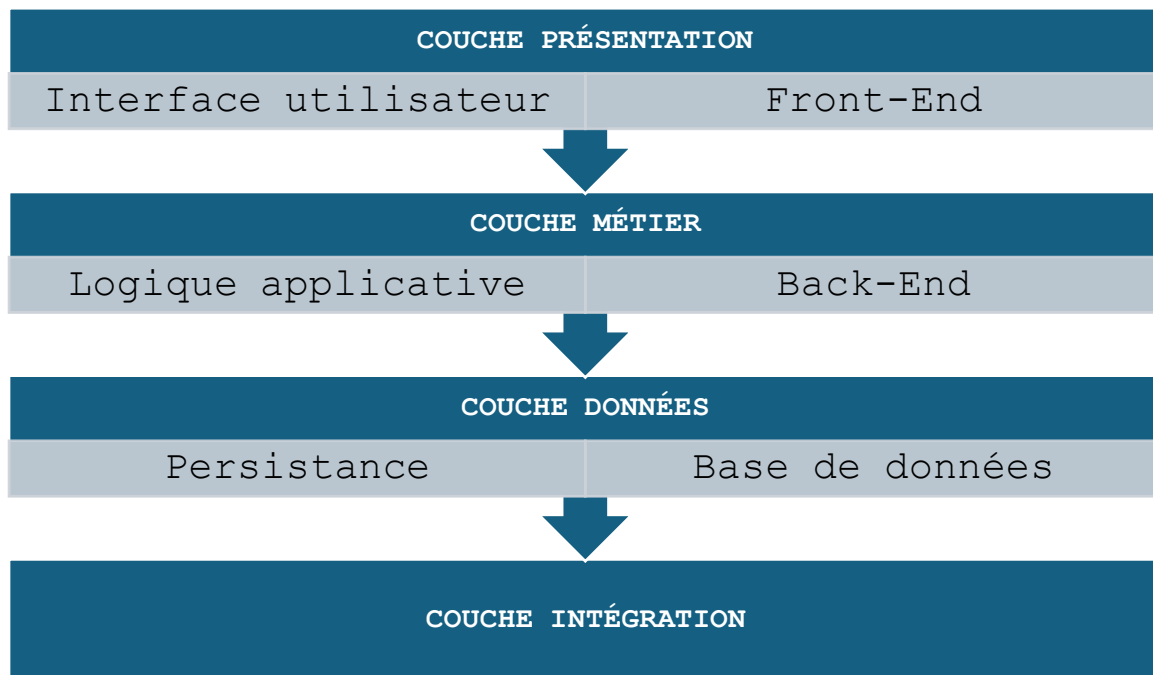 COUCHE PRÉSENTATION
Interface utilisateur
Front-End
COUCHE MÉTIER
Logique applicative
Back-End
COUCHE DONNÉES
Persistance
Base de données
COUCHE INTÉGRATION